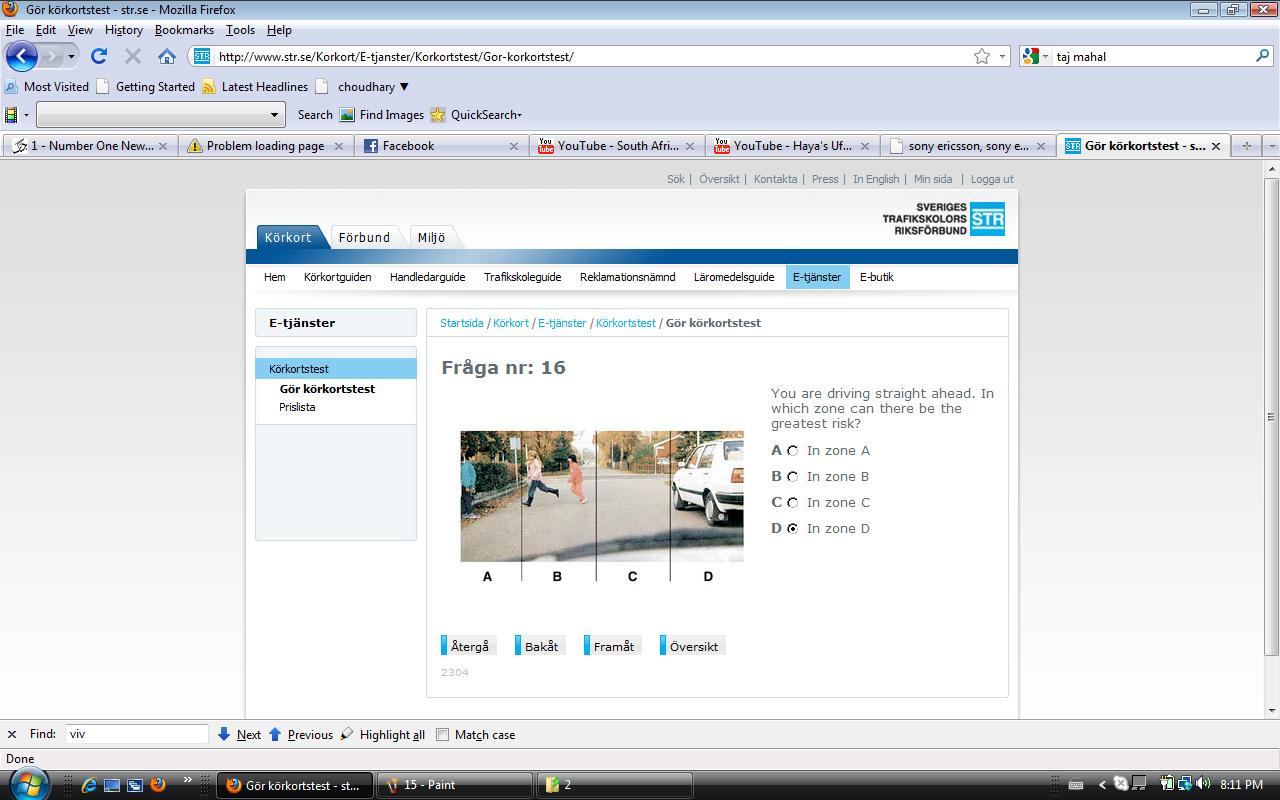 Gör körkortstest - str.se - Mozilla Firefox
File Edit View History Bookmarks Tools Help
STR http://www.str.se/Korkort/E-tjanster/Korkortstest/Gor-korkortstest/ taj mahal
Most Visited Getting Started Latest Headlines choudhary ▼
Search Find Images QuickSearch
1 - Number One New... Problem loading page Facebook YouTube - South Afri... YouTube - Haya's Uf... sony ericsson, sony e... Gör körkortstest - s...
Sök | Översikt | Kontakta | Press | In English | Min sida | Logga ut
SVERIGES
TRAFIKSKOLORS STR
RIKSFÖRBUND
Körkort Förbund Miljö
Hem Körkortguiden Handledarguide Trafikskoleguide Reklamationsnämnd Läromedelsguide E-tjänster E-butik
E-tjänster
Körkortstest
Gör körkortstest
Prislista
Startsida / Körkort / E-tjänster / Körkortstest / Gör körkortstest
Fråga nr: 16
You are driving straight ahead. In
which zone can there be the
greatest risk?
A In zone A
B In zone B
C In zone C
D In zone D
A B C D
Återgå Bakåt Framåt Översikt
2304
Find: viv Next Previous Highlight all Match case
Done
Gör körkortstest - st... 15 - Paint 2 8:11 PM